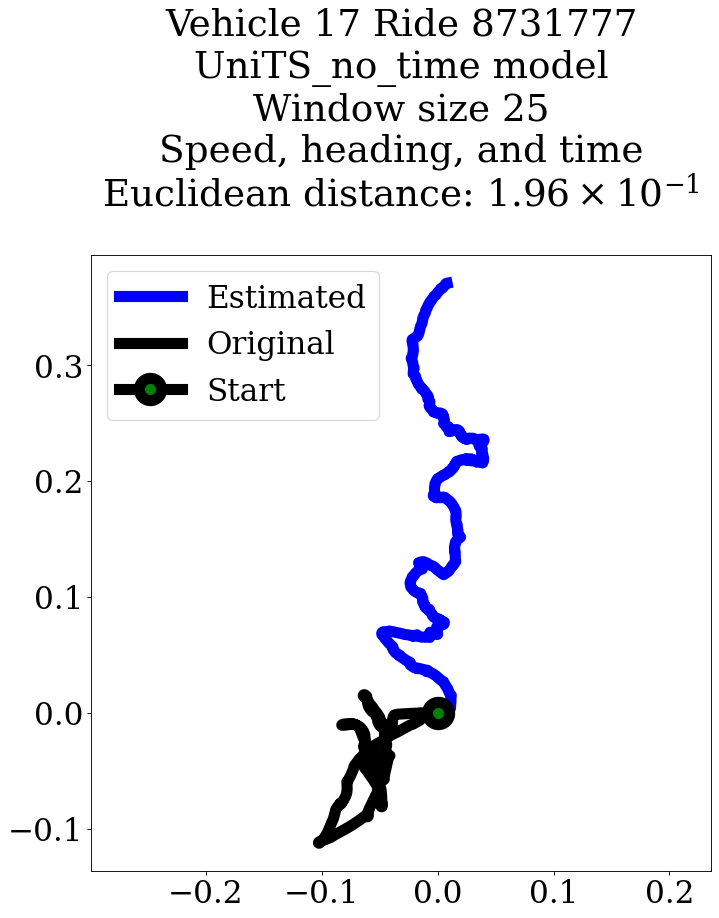 Vehicle 17 Ride 8731777
UniTS_no_time model
Window size 25
Speed, heading, and time
Euclidean distance: 1.96 × 10⁻¹
Estimated
Original
Start
0.3
0.2
0.1
0.0
−0.1
−0.2 −0.1 0.0 0.1 0.2